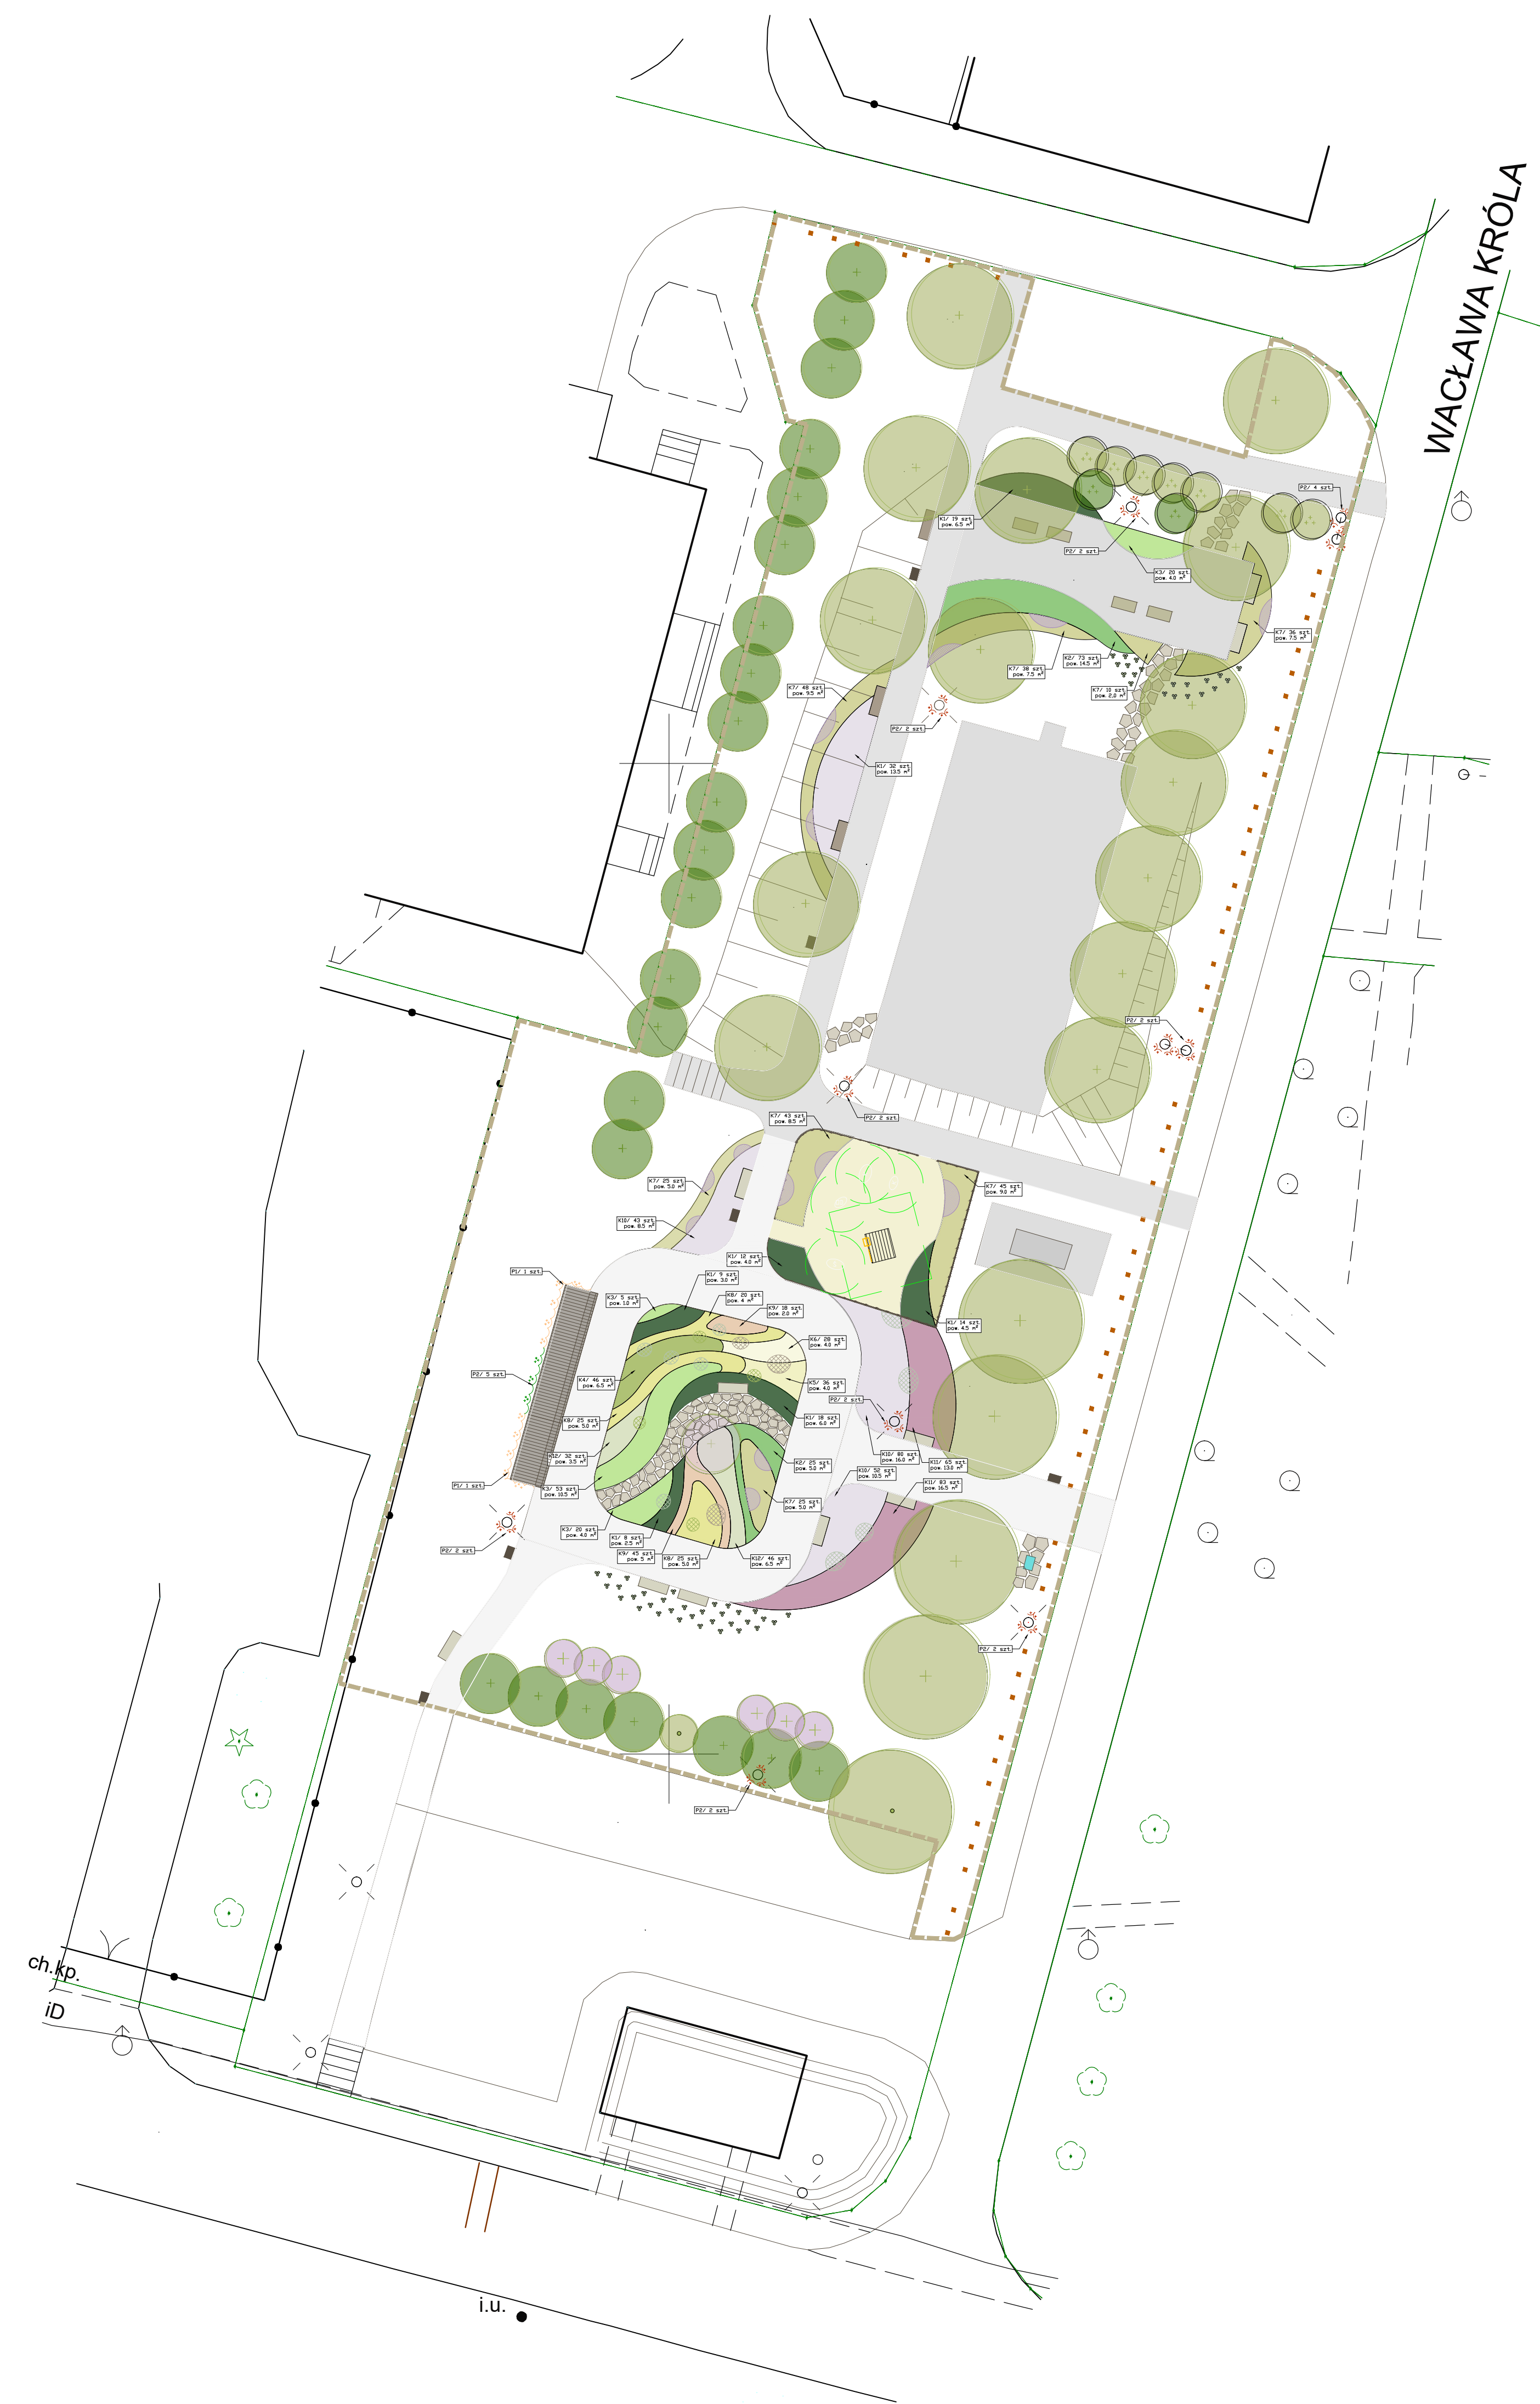 WACŁAWA KRÓLA
P2/ 4 szt.
K1/ 19 szt.
pow. 6.5 m²
P2/ 2 szt.
K3/ 20 szt.
pow. 4.0 m²
K7/ 36 szt.
pow. 7.5 m²
K2/ 73 szt.
pow. 14.5 m²
K7/ 38 szt.
pow. 7.5 m²
K7/ 10 szt.
pow. 2.0 m²
K7/ 48 szt.
pow. 9.5 m²
P2/ 2 szt.
K1/ 32 szt.
pow. 13.5 m²
P2/ 2 szt.
P2/ 2 szt.
K7/ 43 szt.
pow. 8.5 m²
K7/ 25 szt.
pow. 5.0 m²
K7/ 45 szt.
pow. 9.0 m²
K10/ 43 szt.
pow. 8.5 m²
K1/ 12 szt.
pow. 4.0 m²
P1/ 1 szt.
K1/ 9 szt.
pow. 3.0 m²
K3/ 5 szt.
pow. 1.0 m²
K8/ 20 szt.
pow. 4 m²
K9/ 18 szt.
pow. 2.0 m²
K1/ 14 szt.
pow. 4.5 m²
K6/ 28 szt.
pow. 4.0 m²
P2/ 5 szt.
K4/ 46 szt.
pow. 6.5 m²
K5/ 36 szt.
pow. 4.0 m²
P2/ 2 szt.
K8/ 25 szt.
pow. 5.0 m²
K1/ 18 szt.
pow. 6.0 m²
K12/ 32 szt.
pow. 3.5 m²
K10/ 80 szt.
pow. 16.0 m²
K11/ 65 szt.
pow. 13.0 m²
K2/ 25 szt.
pow. 5.0 m²
K10/ 52 szt.
pow. 10.5 m²
K11/ 83 szt.
pow. 16.5 m²
P1/ 1 szt.
K3/ 53 szt.
pow. 10.5 m²
K7/ 25 szt.
pow. 5.0 m²
K3/ 20 szt.
pow. 4.0 m²
K1/ 8 szt.
pow. 2.5 m²
P2/ 2 szt.
K9/ 45 szt.
pow. 5 m²
K8/ 25 szt.
pow. 5.0 m²
K12/ 46 szt.
pow. 6.5 m²
P2/ 2 szt.
P2/ 2 szt.
ch.kp.
iD
i.u.